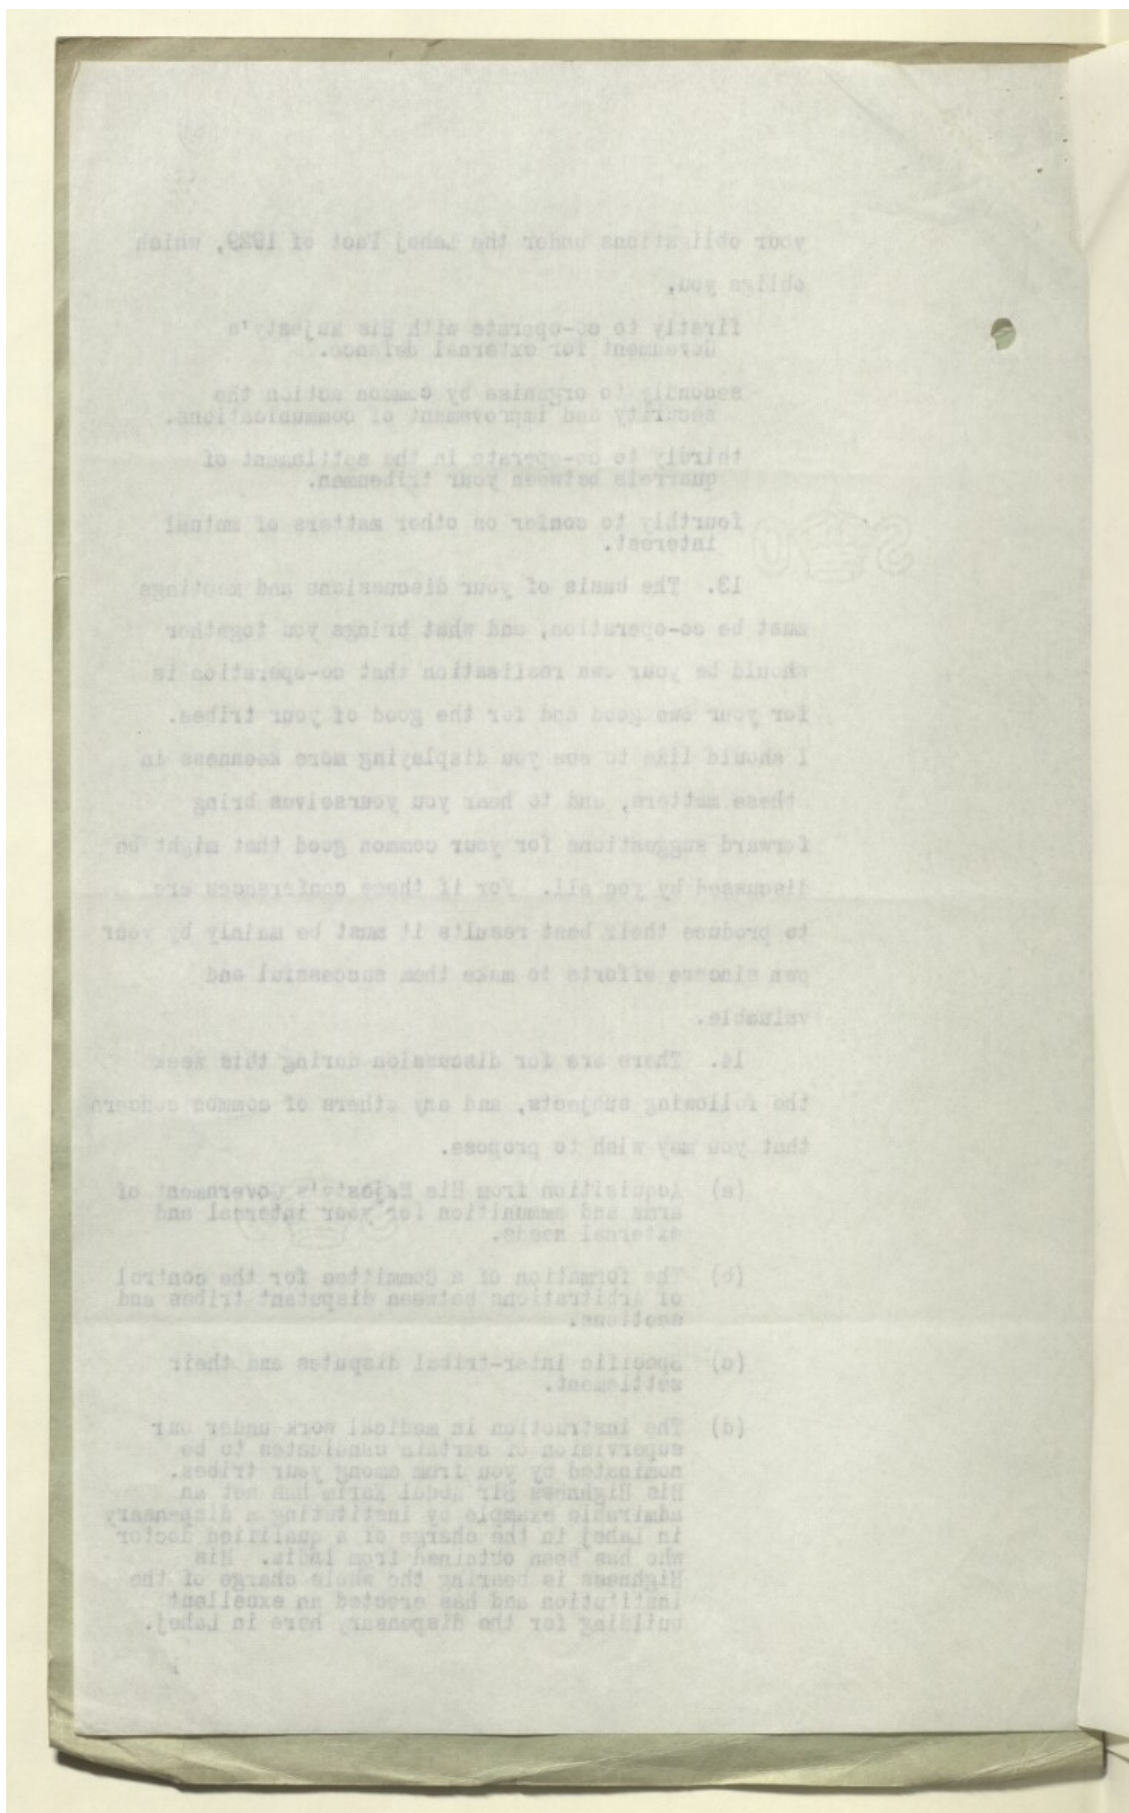 your obligations under the Lahej Pact of 1929, which
oblige you,
firstly to co-operate with His Majesty's
Government for external defence.
secondly to organise by common action the
security and improvement of communications.
thirdly to co-operate in the settlement of
quarrels between your tribesmen.
fourthly to confer on other matters of mutual
interest.
13. The basis of your discussions and meetings
must be co-operation, and what brings you together
should be your own realisation that co-operation is
for your own good and for the good of your tribes.
I should like to see you displaying more keenness in
these matters, and to hear you yourselves bring
forward suggestions for your common good that might be
discussed by you all. For if these conferences are
to produce their best results it must be mainly by your
own sincere efforts to make them successful and
valuable.
14. There are for discussion during this week
the following subjects, and any others of common concern
that you may wish to propose.
(a) Acquisition from His Majesty's Government of
arms and ammunition for your internal and
external needs.
(b) The formation of a Committee for the control
of arbitrations between disputant tribes and
sections.
(c) Specific inter-tribal disputes and their
settlement.
(d) The instruction in medical work under our
supervision of certain candidates to be
nominated by you from among your tribes.
His Highness Sir Abdul Karim has set an
admirable example by instituting a dispensary
in Lahej in the charge of a qualified doctor
who has been obtained from India. His
Highness is bearing the whole charge of the
institution and has erected an excellent
building for the dispensary here in Lahej.